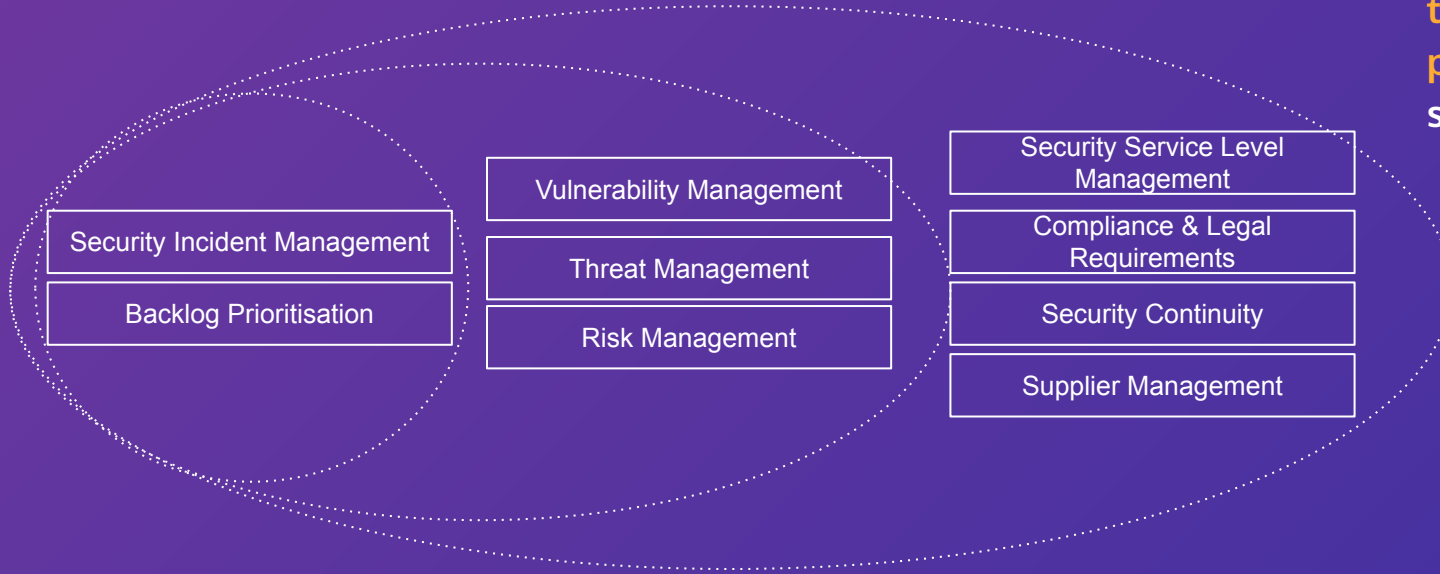 Security Incident Management
Backlog Prioritisation
Vulnerability Management
Threat Management
Risk Management
Security Service Level
Management
Compliance & Legal
Requirements
Security Continuity
Supplier Management